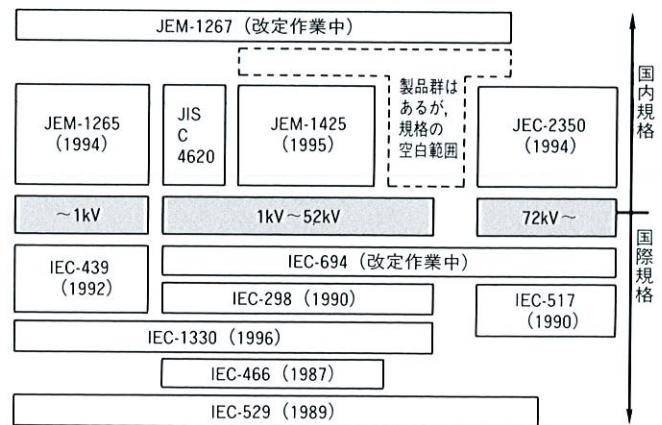 JEM-1267（改定作業中）
製品群は
あるが，
規格の
空白範囲
JEM-1265
（1994）
JIS
C
4620
JEM-1425
（1995）
JEC-2350
（1994）
国内規格
～1kV
1kV～52kV
72kV～
国際規格
IEC-439
（1992）
IEC-694（改定作業中）
IEC-298（1990）
IEC-517
（1990）
IEC-1330（1996）
IEC-466（1987）
IEC-529（1989）